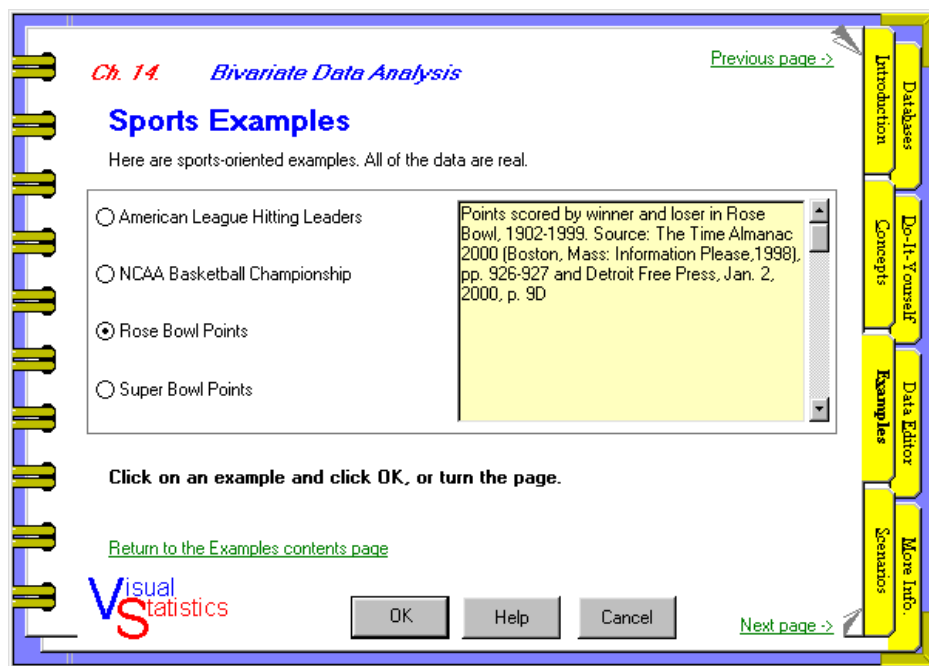 Ch. 14. Bivariate Data Analysis
Previous page ->
Sports Examples
Here are sports-oriented examples. All of the data are real.
American League Hitting Leaders
NCAA Basketball Championship
Rose Bowl Points
Super Bowl Points
Points scored by winner and loser in Rose
Bowl, 1902-1999. Source: The Time Almanac
2000 (Boston, Mass: Information Please,1998),
pp. 926-927 and Detroit Free Press, Jan. 2,
2000, p. 9D
Click on an example and click OK, or turn the page.
Return to the Examples contents page
Visual
Statistics
OK
Help
Cancel
Next page ->
Introduction
Concepts
Examples
Scenarios
Databases
Do-It-Yourself
Data Editor
More Info.